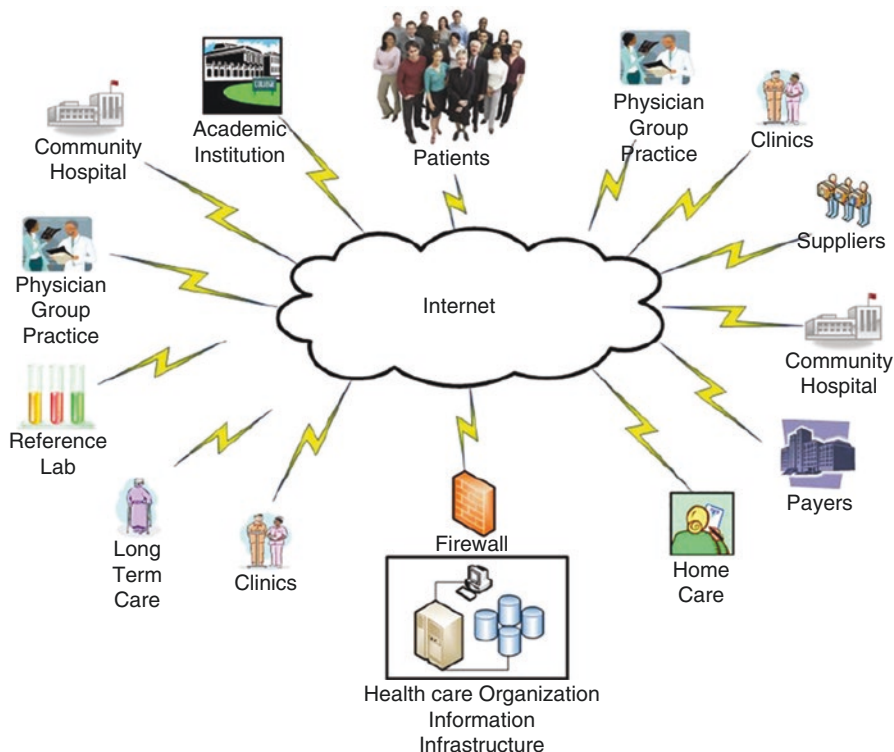 COLLEGE
Academic
Institution
Patients
Physician
Group
Practice
Clinics
Community
Hospital
Suppliers
Physician
Group
Practice
Internet
Community
Hospital
Reference
Lab
Payers
Long
Term
Care
Clinics
Firewall
Home
Care
Health care Organization
Information
Infrastructure